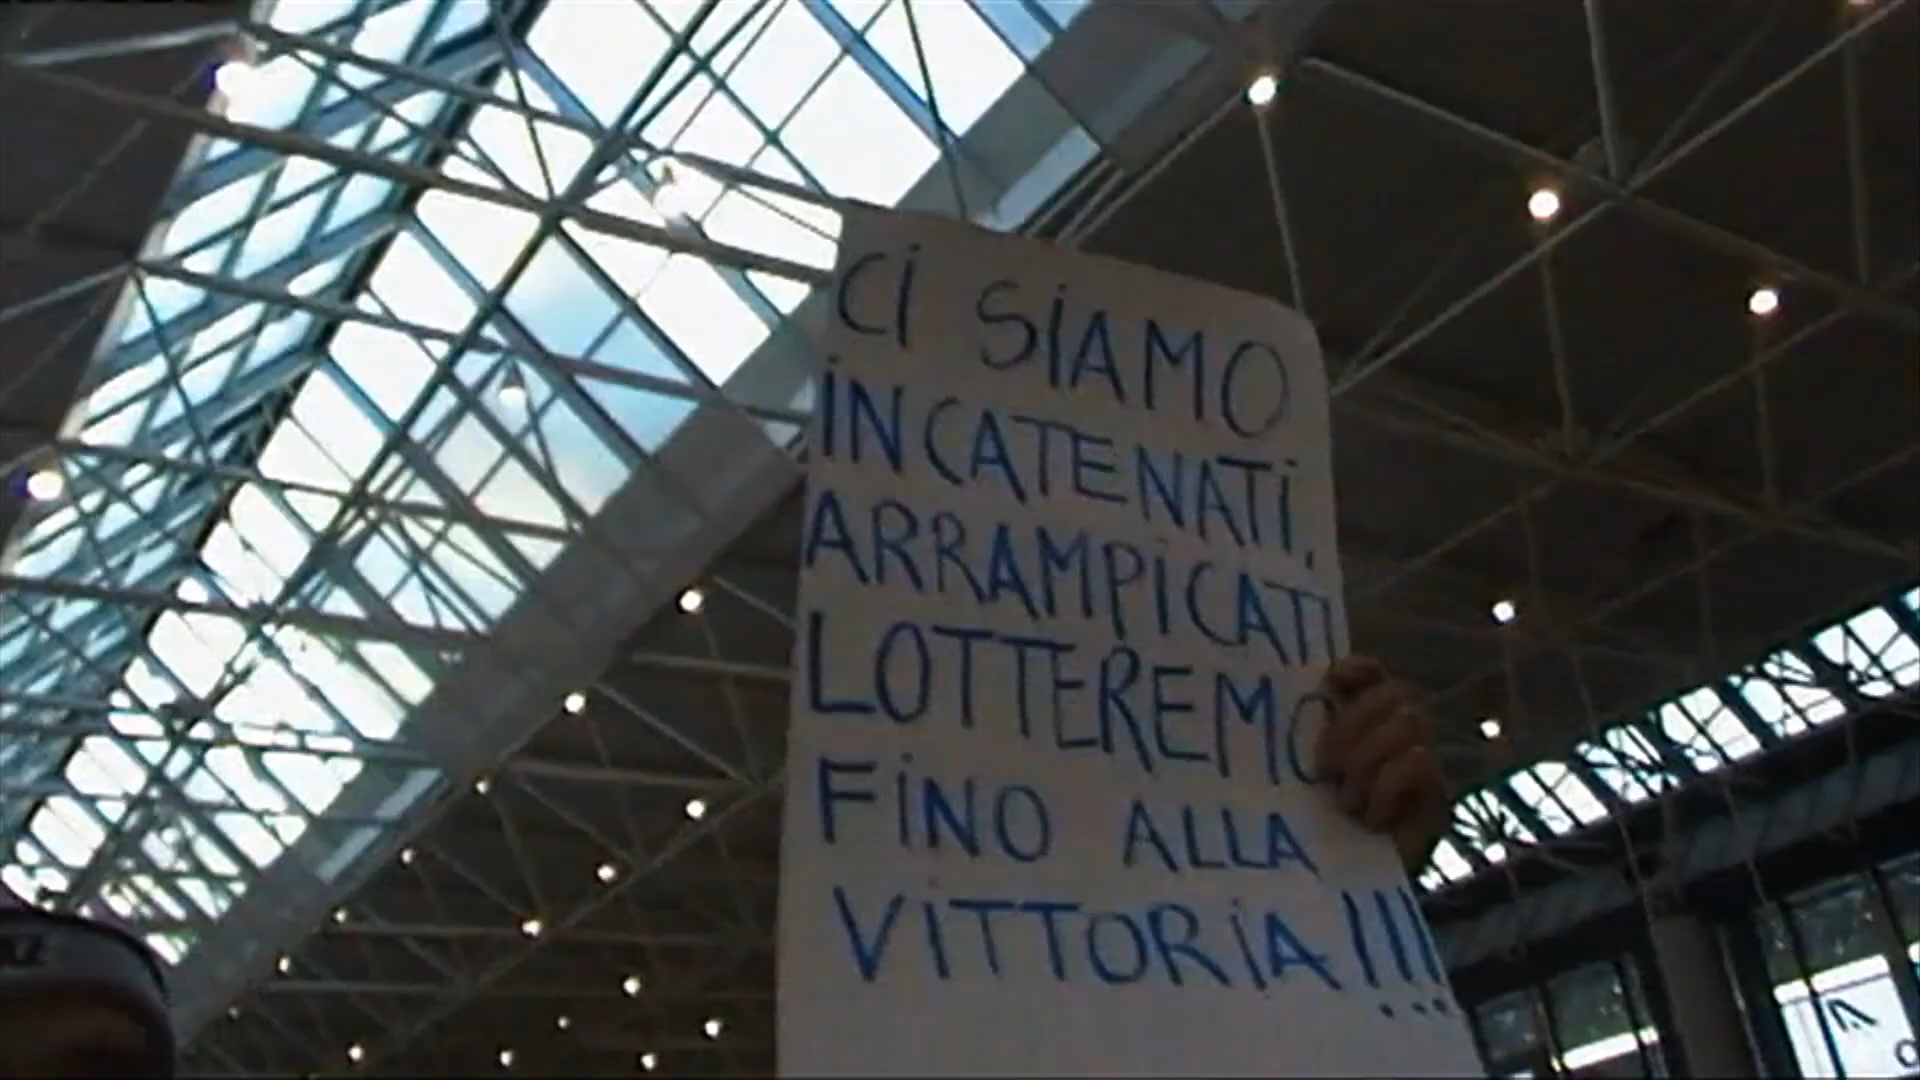 Ci SiAMO
iNCATENATi,
ARRAMPiCATi
LOTTEREMO
FiNO ALLA
ViTTORiA!!!